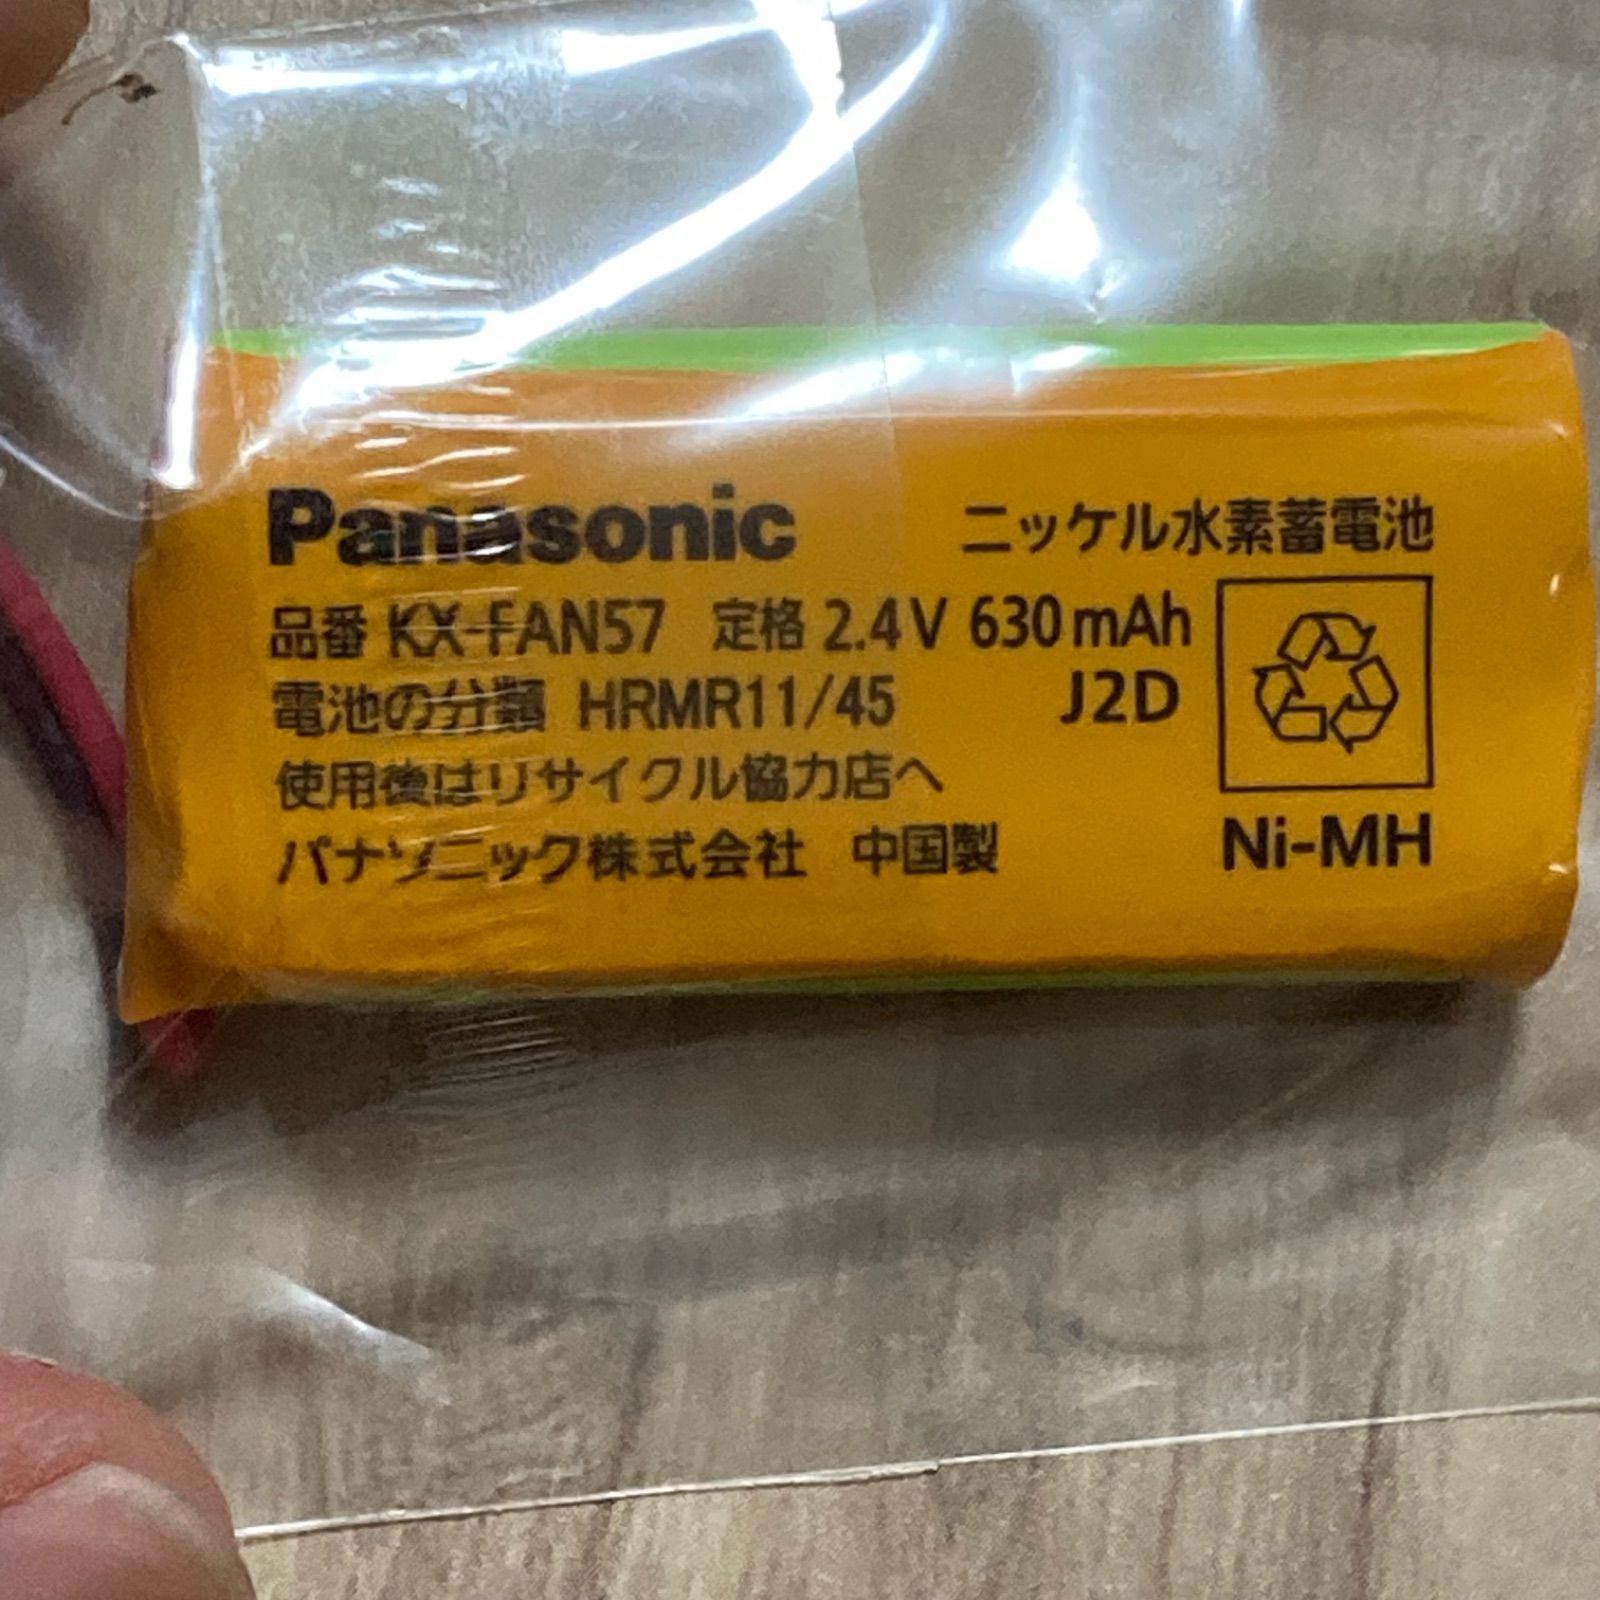 Panasonic ニッケル水素蓄電池
品番 KX-FAN57 定格 2.4V 630mAh
電池の分類 HRMR11/45 J2D
使用後はリサイクル協力店へ
パナソニック株式会社 中国製
Ni-MH